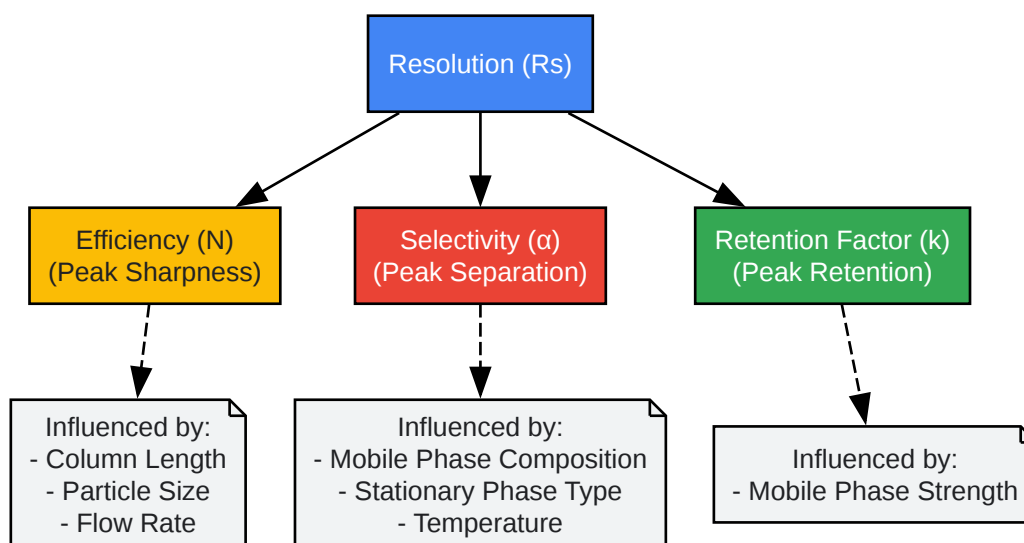 Resolution (Rs)
Efficiency (N)
(Peak Sharpness)
Selectivity (α)
(Peak Separation)
Retention Factor (k)
(Peak Retention)
Influenced by:
- Column Length
- Particle Size
- Flow Rate
Influenced by:
- Mobile Phase Composition
- Stationary Phase Type
- Temperature
Influenced by:
- Mobile Phase Strength